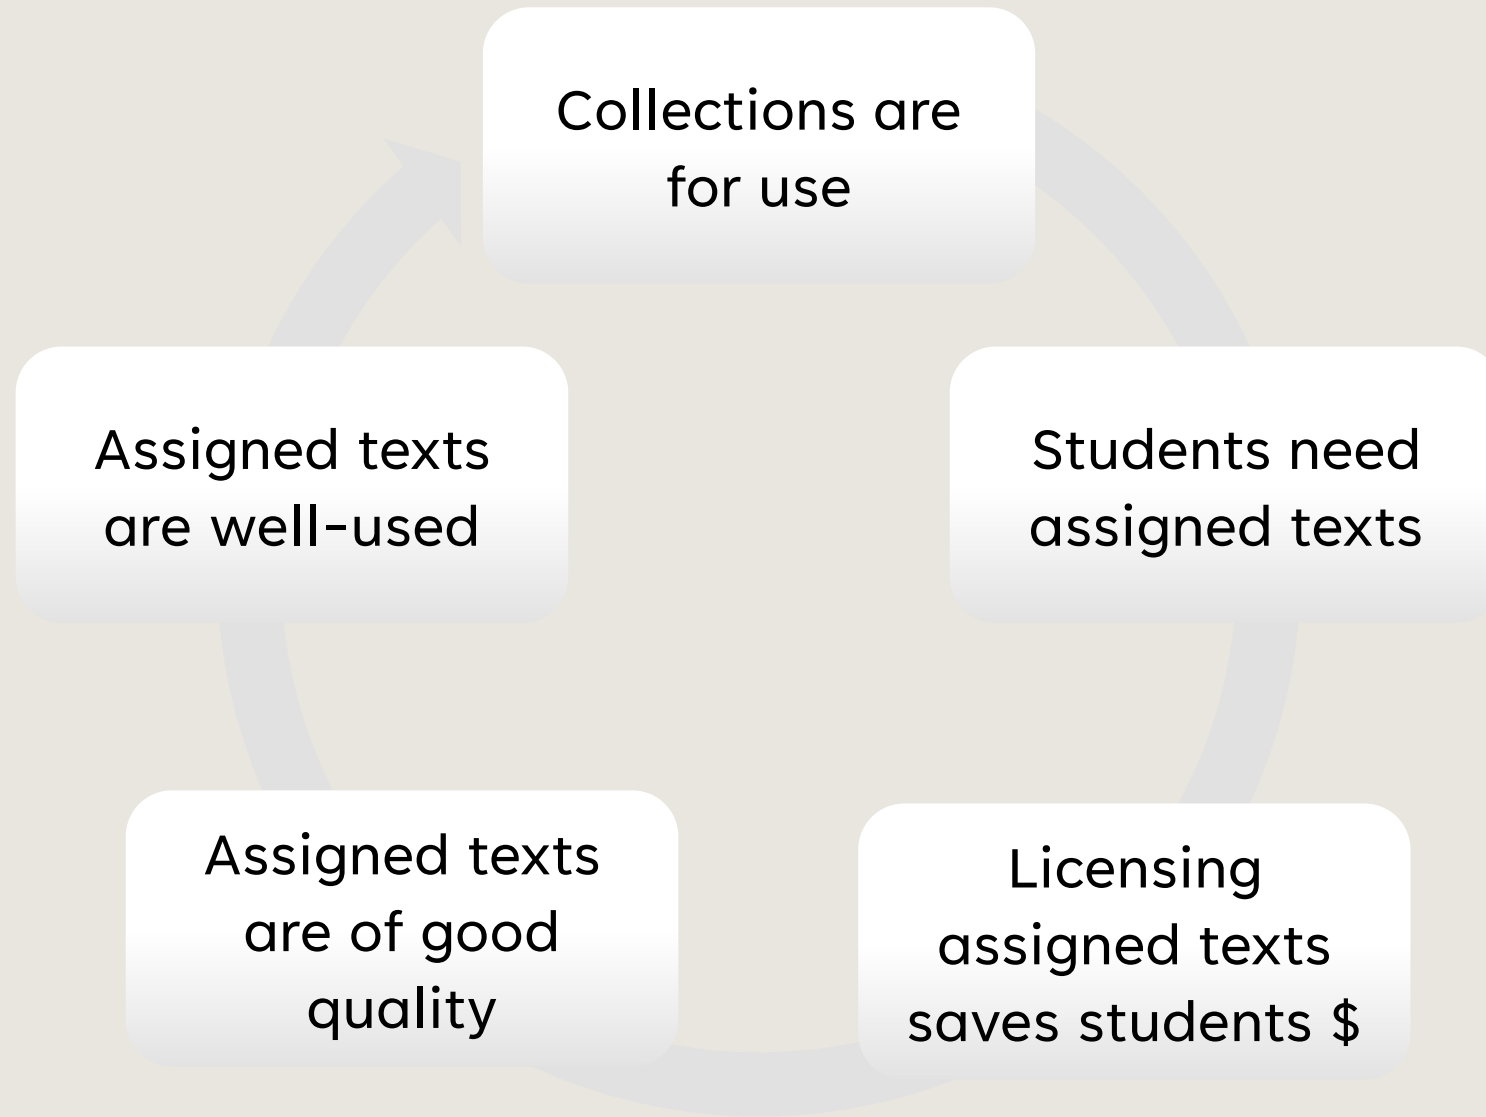 Collections are
for use
Students need
assigned texts
Licensing
assigned texts
saves students $
Assigned texts
are of good
quality
Assigned texts
are well-used